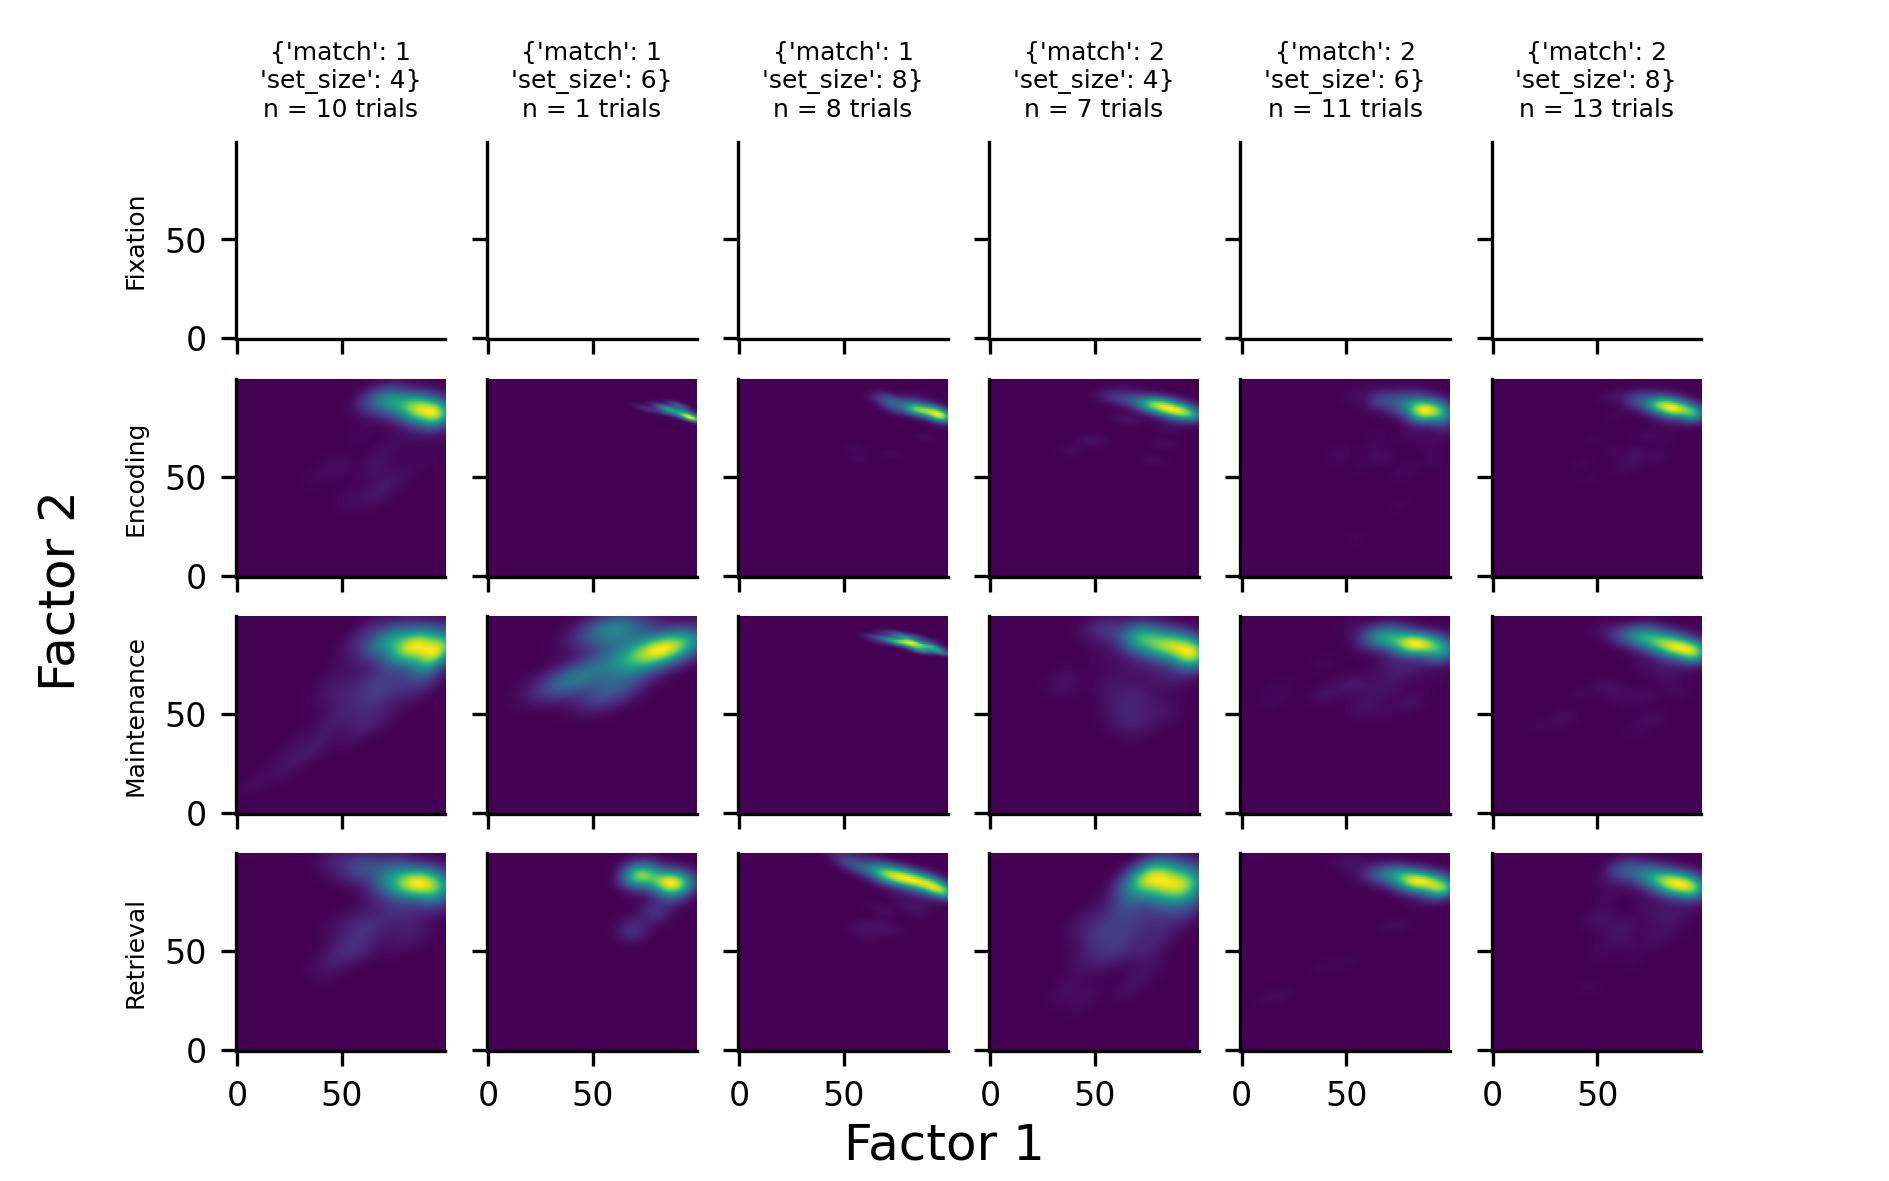 {'match': 1 {'match': 1 {'match': 1 {'match': 2 {'match': 2 {'match': 2
'set_size': 4} 'set_size': 6} 'set_size': 8} 'set_size': 4} 'set_size': 6} 'set_size': 8}
n = 10 trials n = 1 trials n = 8 trials n = 7 trials n = 11 trials n = 13 trials
Factor 2
Fixation
50
0
Encoding
50
0
Maintenance
50
0
Retrieval
50
0
0 50 0 50 0 50 0 50 0 50 0 50
Factor 1